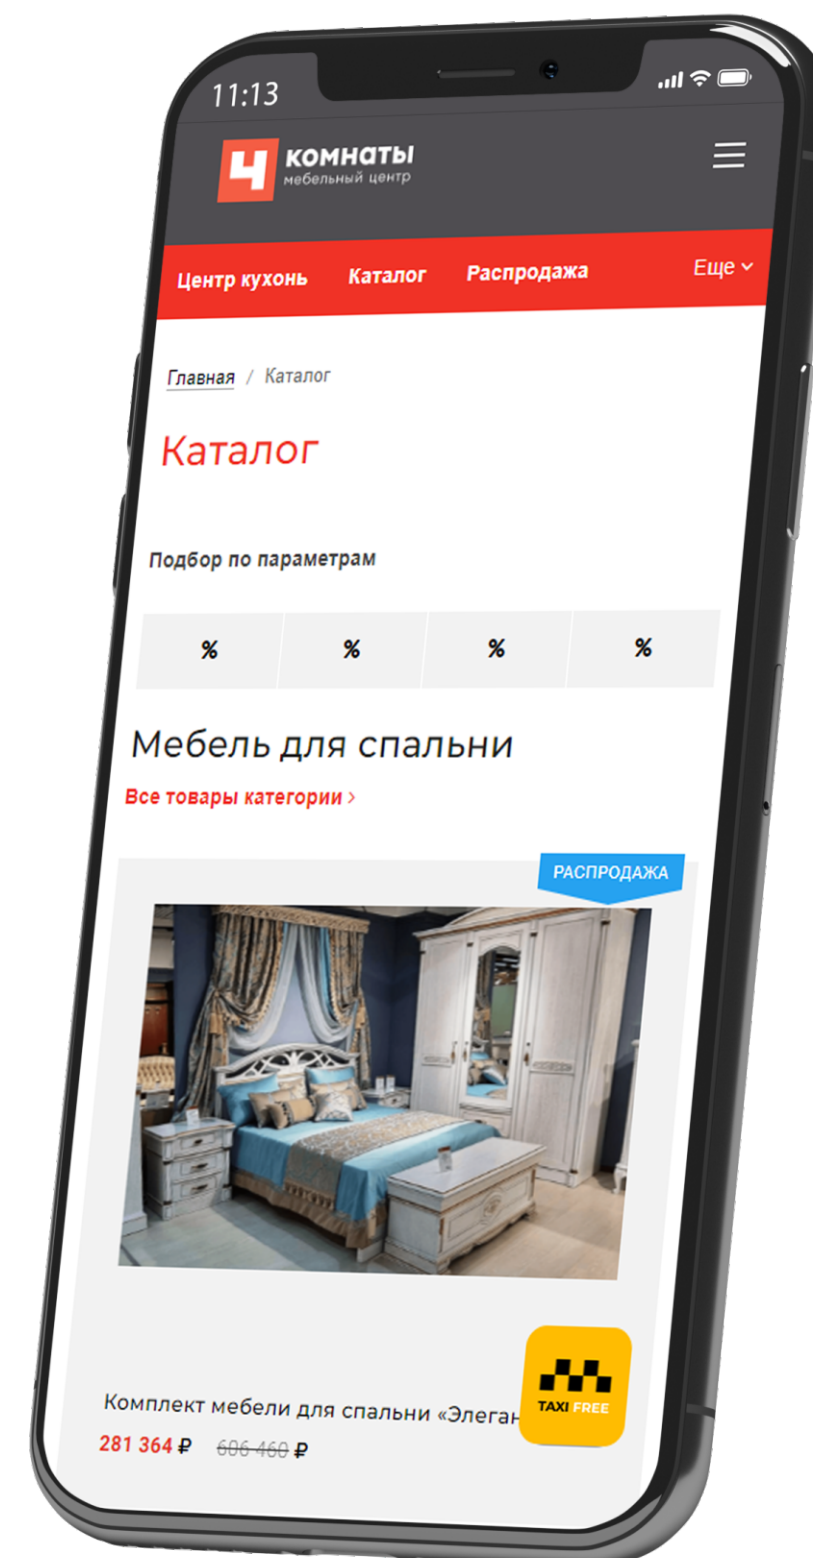 11:13
Ч КОМНАТЫ
мебельный центр
Центр кухонь Каталог Распродажа Еще
Главная / Каталог
Каталог
Подбор по параметрам
% % % %
Мебель для спальни
Все товары категории >
РАСПРОДАЖА
Комплект мебели для спальни «Элеган
TAXI FREE
281 364 ₽ 606 460 ₽